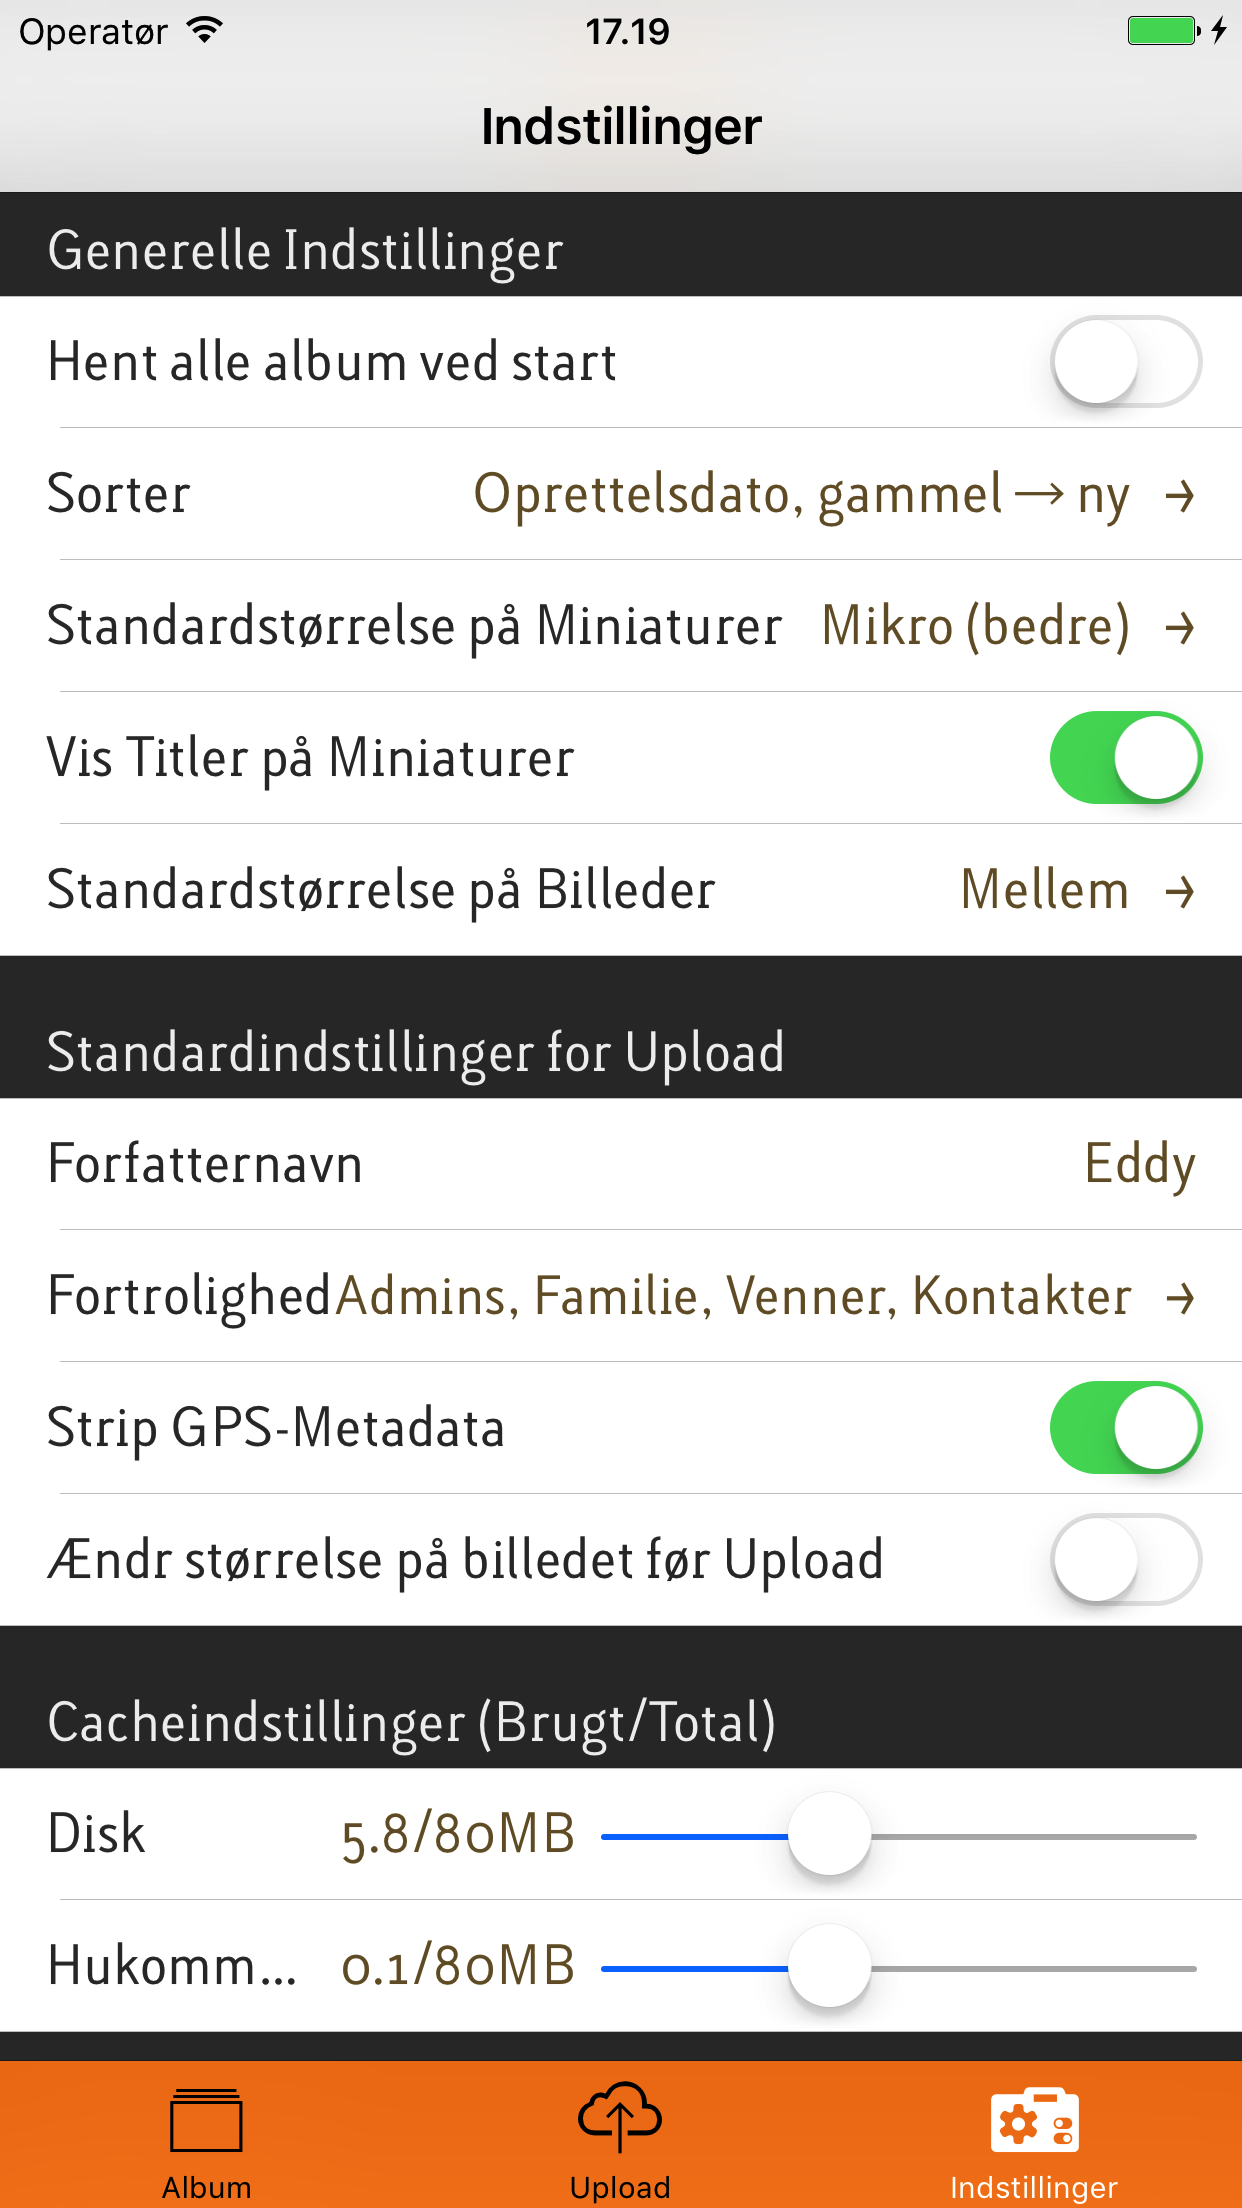 Operatør 17.19
Indstillinger
Generelle Indstillinger
Hent alle album ved start
Sorter Oprettelsdato, gammel → ny →
Standardstørrelse på Miniaturer Mikro (bedre) →
Vis Titler på Miniaturer
Standardstørrelse på Billeder Mellem →
Standardindstillinger for Upload
Forfatternavn Eddy
Fortrolighed Admins, Familie, Venner, Kontakter →
Strip GPS-Metadata
Ændr størrelse på billedet før Upload
Cacheindstillinger (Brugt/Total)
Disk 5.8/80MB
Hukomm... 0.1/80MB
Album Upload Indstillinger